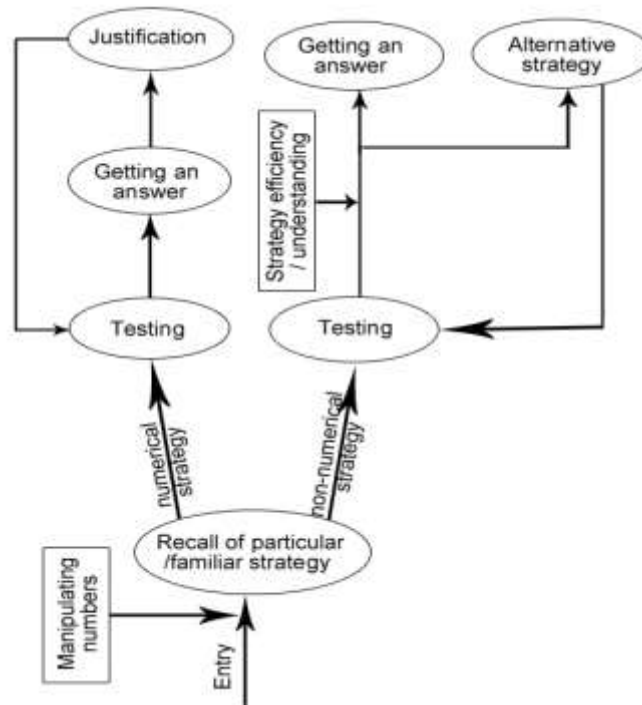 Justification
Getting an
answer
Alternative
strategy
Getting an
answer
Strategy efficiency
/ understanding
Testing
Testing
numerical
strategy
non-numerical
strategy
Recall of particular
/familiar strategy
Manipulating
numbers
Entry